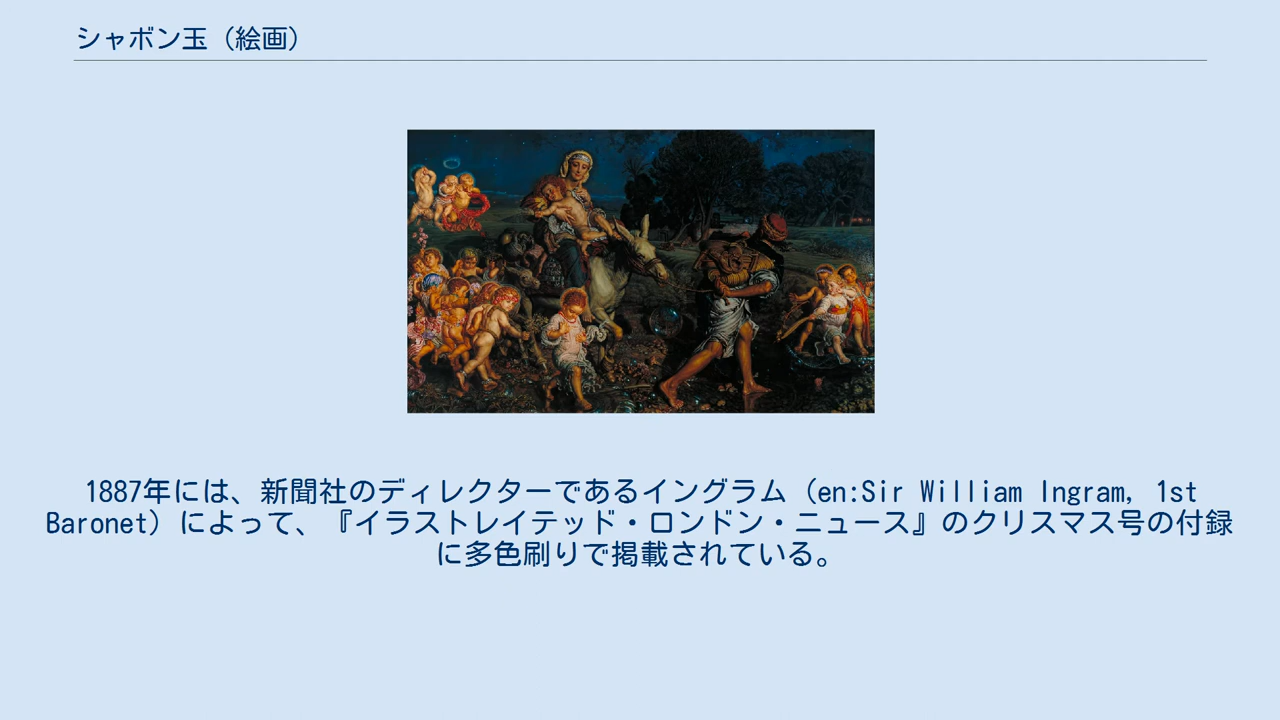 シャボン玉（絵画）
1887年には、新聞社のディレクターであるイングラム（en:Sir William Ingram, 1st
Baronet）によって、『イラストレイテッド・ロンドン・ニュース』のクリスマス号の付録
に多色刷りで掲載されている。